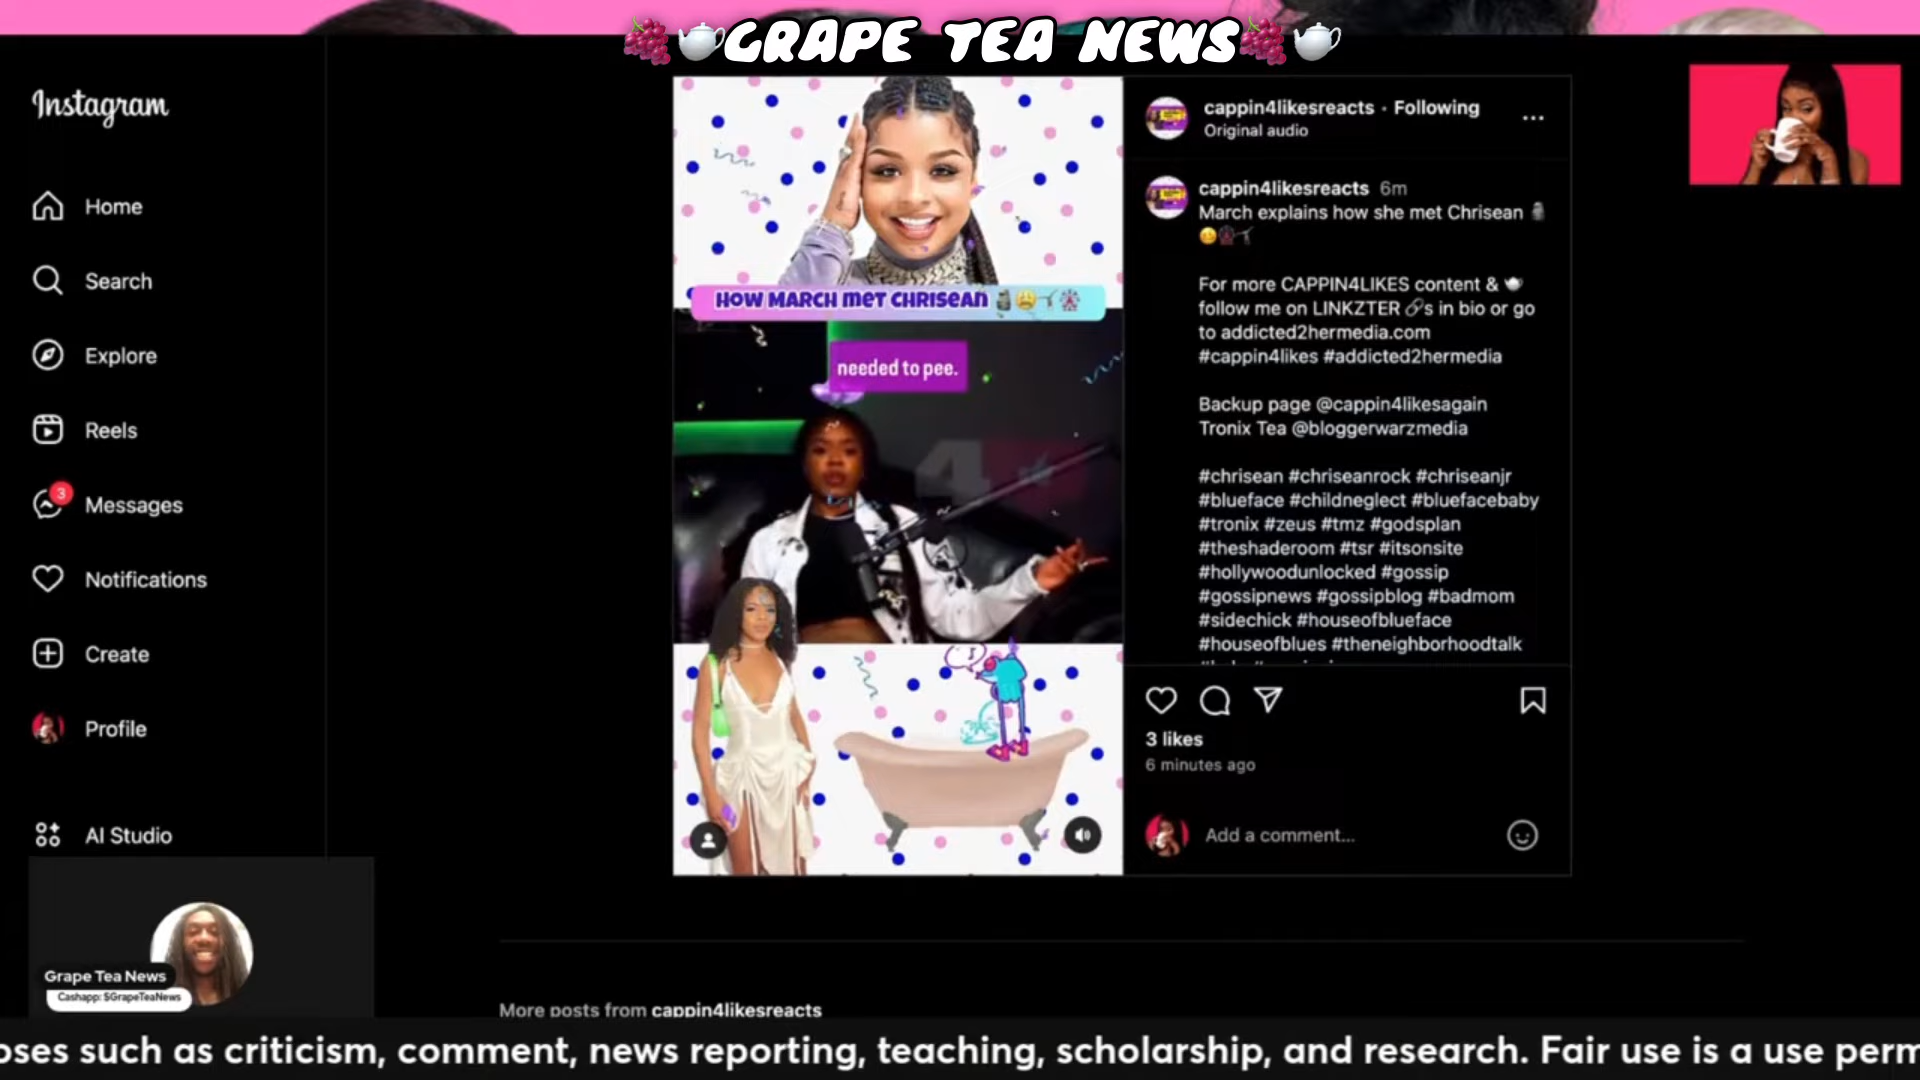 GRAPE TEA NEWS
Instagram
Home
Search
Explore
Reels
3
Messages
Notifications
Create
Profile
AI Studio
HOW MARCH MET CHRISEAN
needed to pee.
4
cappin4likesreacts • Following
Original audio
cappin4likesreacts 6m
March explains how she met Chrisean
For more CAPPIN4LIKES content &
follow me on LINKZTER s in bio or go
to addicted2hermedia.com
#cappin4likes #addicted2hermedia
Backup page @cappin4likesagain
Tronix Tea @bloggerwarzmedia
#chrisean #chriseanrock #chriseanjr
#blueface #childneglect #bluefacebaby
#tronix #zeus #tmz #godsplan
#theshaderoom #tsr #itsonsite
#hollywoodunlocked #gossip
#gossipnews #gossipblog #badmom
#sidechick #houseofblueface
#houseofblues #theneighborhoodtalk
3 likes
6 minutes ago
Add a comment...
Grape Tea News
Cashapp: $GrapeTeaNews
More posts from cappin4likesreacts
oses such as criticism, comment, news reporting, teaching, scholarship, and research. Fair use is a use perm